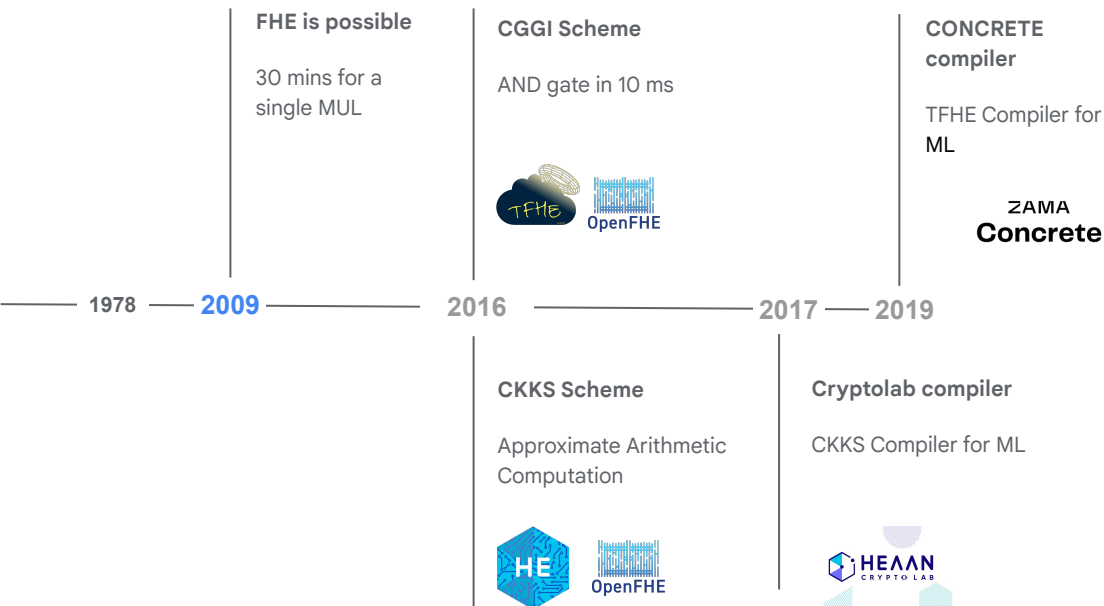 FHE is possible
30 mins for a
single MUL
CGGI Scheme
AND gate in 10 ms
TFHE
OpenFHE
CONCRETE
compiler
TFHE Compiler for
ML
ZAMA
Concrete
1978
2009
2016
2017
2019
CKKS Scheme
Approximate Arithmetic
Computation
HE
OpenFHE
Cryptolab compiler
CKKS Compiler for ML
HEAAN
CRYPTO LAB